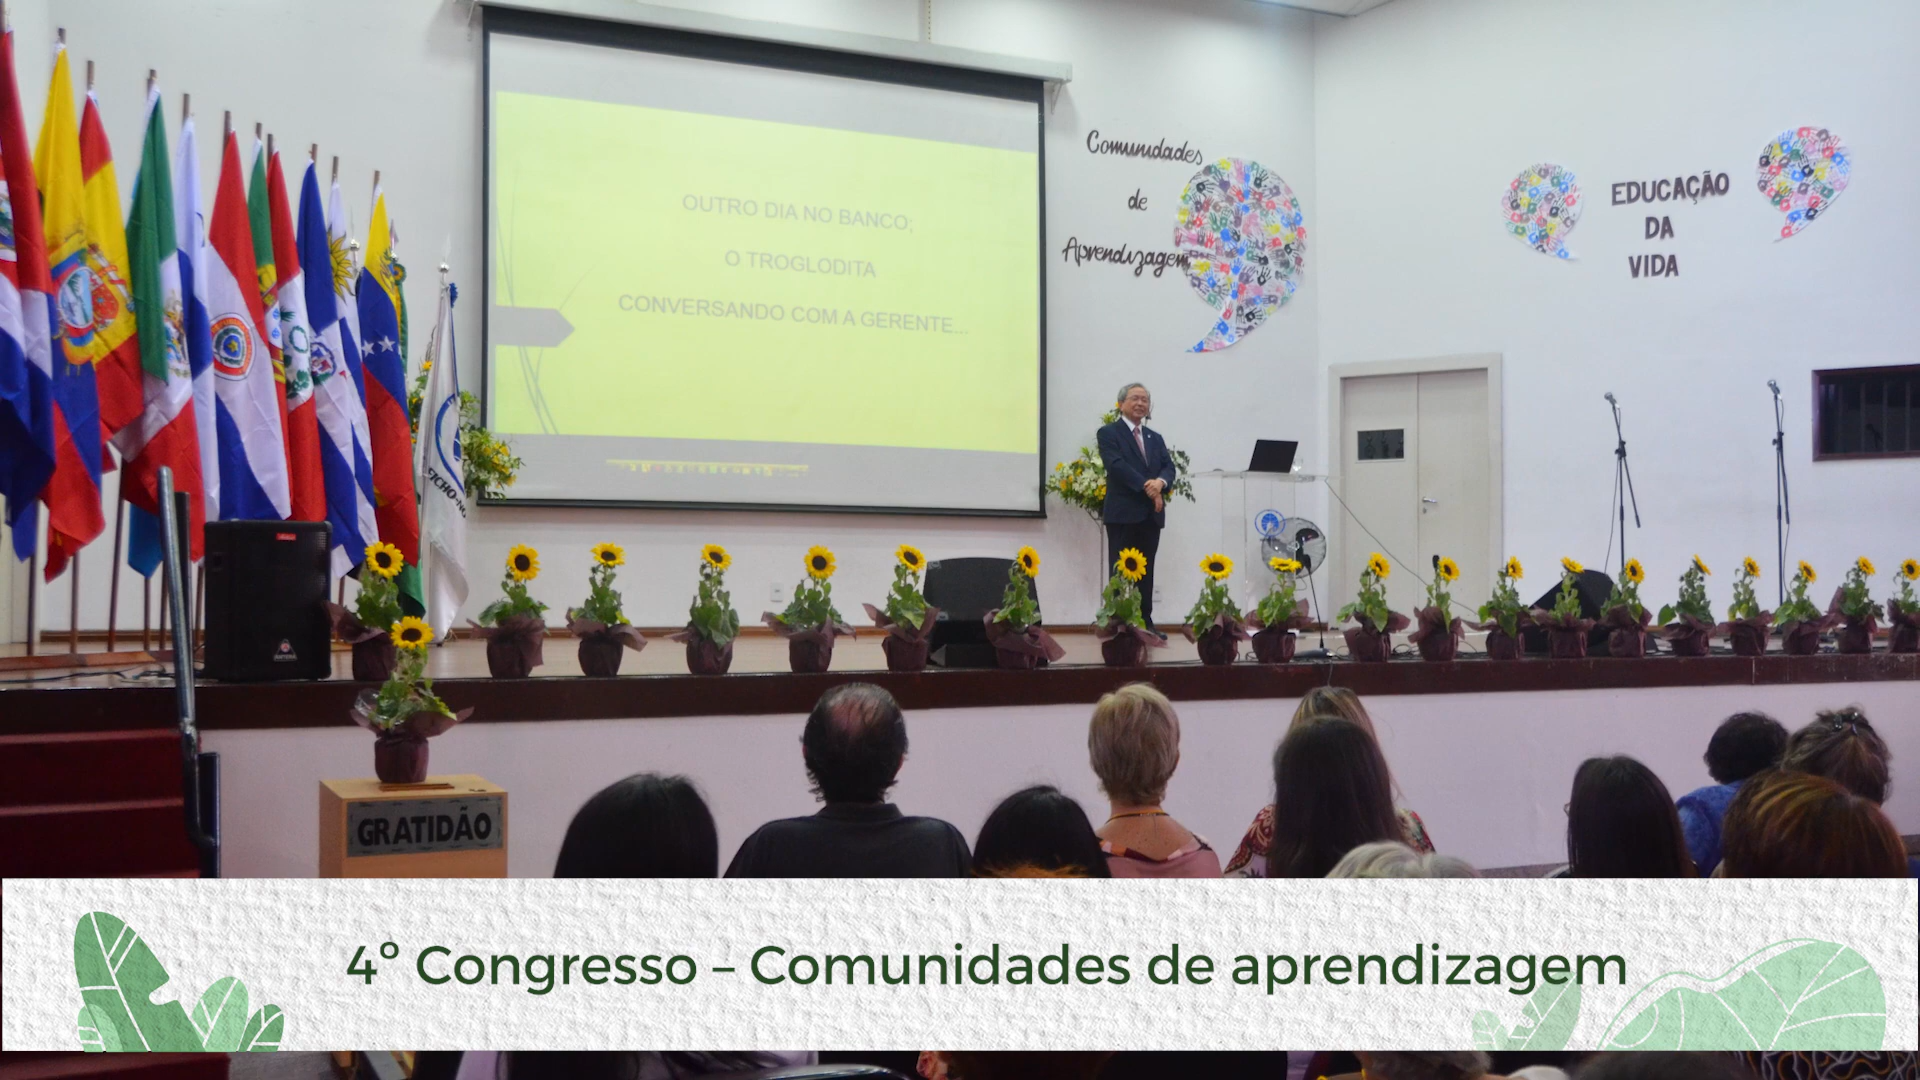 OUTRO DIA NO BANCO;
O TROGLODITA
CONVERSANDO COM A GERENTE...
Comunidades
de
Aprendizagem
EDUCAÇÃO
DA
VIDA
GRATIDÃO
4º Congresso – Comunidades de aprendizagem